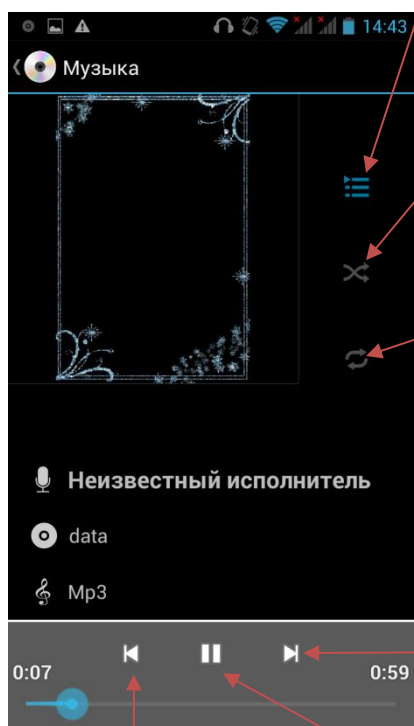 14:43
Музыка
Неизвестный исполнитель
data
Mp3
0:07 0:59